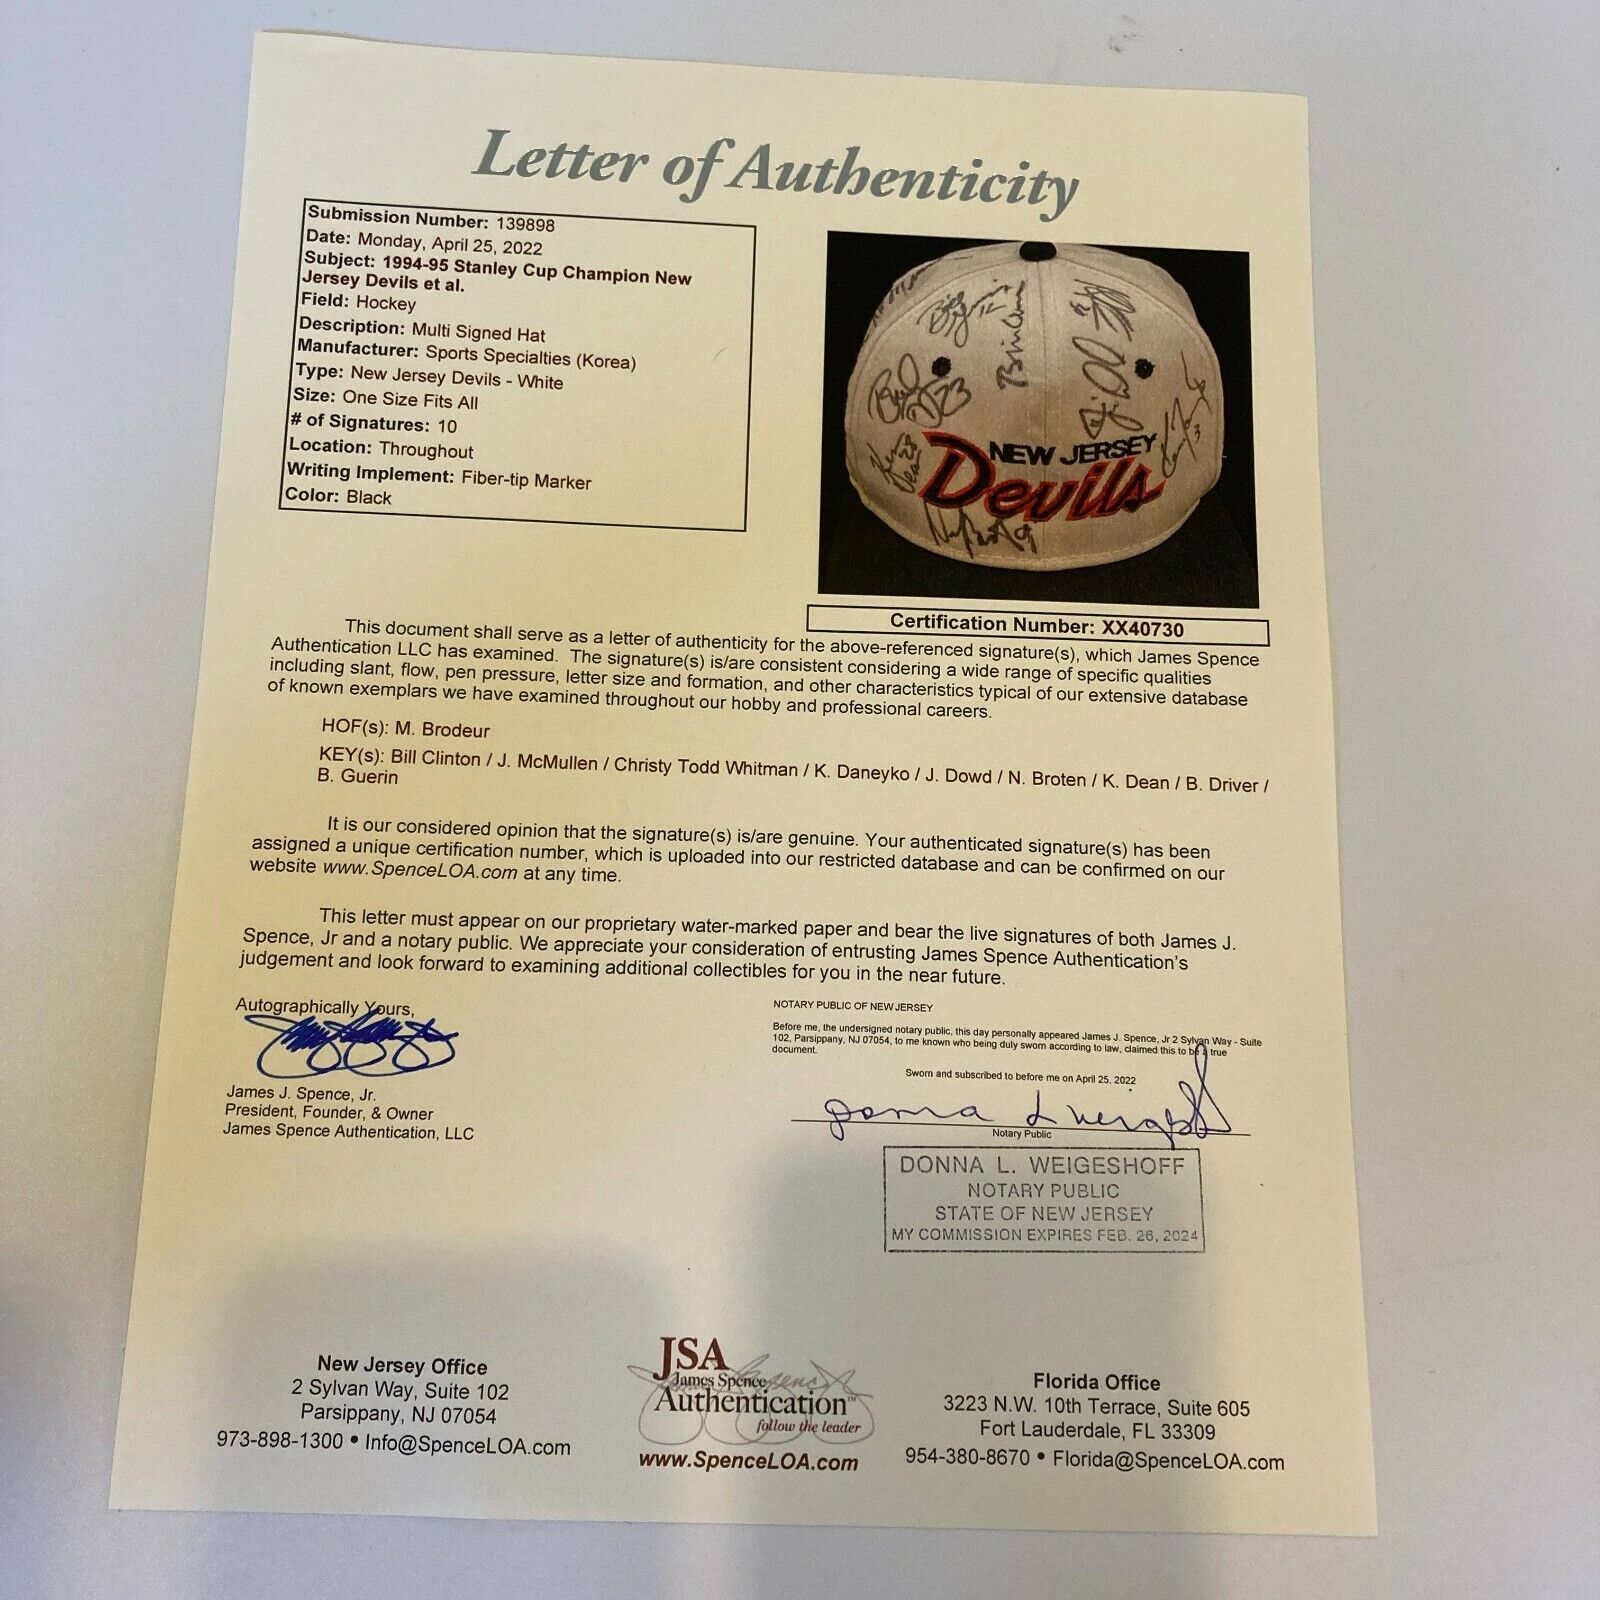 Letter of Authenticity
Submission Number: 139898
Date: Monday, April 25, 2022
Subject: 1994-95 Stanley Cup Champion New
Jersey Devils et al.
Field: Hockey
Description: Multi Signed Hat
Manufacturer: Sports Specialties (Korea)
Type: New Jersey Devils - White
Size: One Size Fits All
# of Signatures: 10
Location: Throughout
Writing Implement: Fiber-tip Marker
Color: Black
NEW JERSEY
Devils
Certification Number: XX40730
This document shall serve as a letter of authenticity for the above-referenced signature(s), which James Spence
Authentication LLC has examined. The signature(s) is/are consistent considering a wide range of specific qualities
including slant, flow, pen pressure, letter size and formation, and other characteristics typical of our extensive database
of known exemplars we have examined throughout our hobby and professional careers.
HOF(s): M. Brodeur
KEY(s): Bill Clinton / J. McMullen / Christy Todd Whitman / K. Daneyko / J. Dowd / N. Broten / K. Dean / B. Driver /
B. Guerin
It is our considered opinion that the signature(s) is/are genuine. Your authenticated signature(s) has been
assigned a unique certification number, which is uploaded into our restricted database and can be confirmed on our
website www.SpenceLOA.com at any time.
This letter must appear on our proprietary water-marked paper and bear the live signatures of both James J.
Spence, Jr and a notary public. We appreciate your consideration of entrusting James Spence Authentication's
judgement and look forward to examining additional collectibles for you in the near future.
Autographically Yours,
James J. Spence, Jr.
President, Founder, & Owner
James Spence Authentication, LLC
NOTARY PUBLIC OF NEW JERSEY
Before me, the undersigned notary public, this day personally appeared James J. Spence, Jr 2 Sylvan Way - Suite
102, Parsippany, NJ 07054, to me known who being duly sworn according to law, claimed this to be a true
document.
Sworn and subscribed to before me on April 25, 2022
Notary Public
DONNA L. WEIGESHOFF
NOTARY PUBLIC
STATE OF NEW JERSEY
MY COMMISSION EXPIRES FEB. 26, 2024
New Jersey Office
2 Sylvan Way, Suite 102
Parsippany, NJ 07054
973-898-1300 • Info@SpenceLOA.com
JSA
James Spence
Authentication™
follow the leader
www.SpenceLOA.com
Florida Office
3223 N.W. 10th Terrace, Suite 605
Fort Lauderdale, FL 33309
954-380-8670 • Florida@SpenceLOA.com